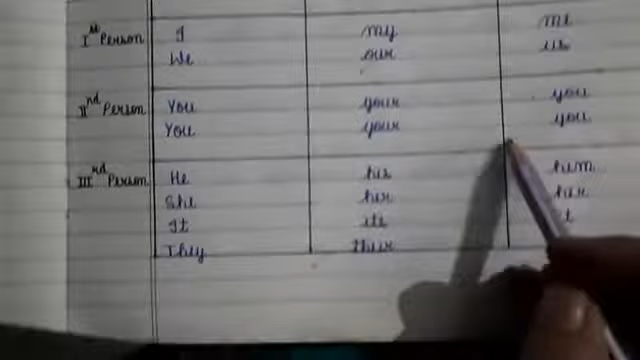 Ist Person I my me
We our us
IInd Person You your you
You your you
IIIrd Person He his him
She her her
It its t
They their